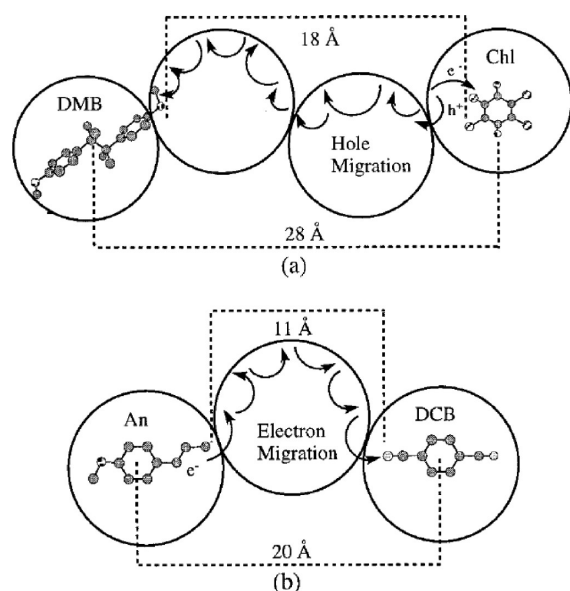 18 Å
DMB
Chl
e-
h+
Hole
Migration
28 Å
(a)
11 Å
An
DCB
Electron
Migration
e-
20 Å
(b)